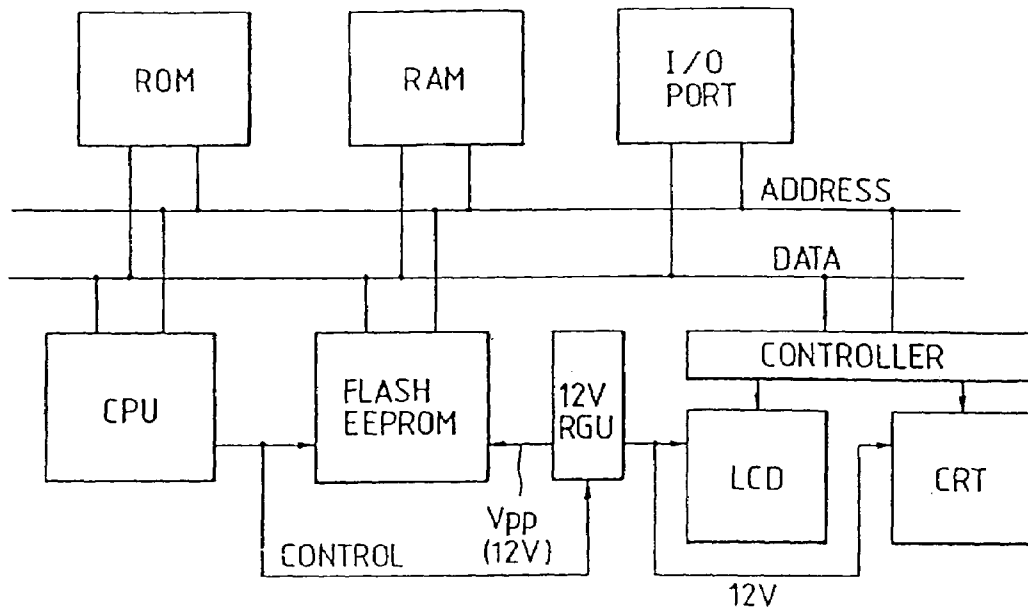 ROM
RAM
I/O
PORT
ADDRESS
DATA
CPU
FLASH
EEPROM
12V
RGU
CONTROLLER
LCD
CRT
Vpp
(12V)
CONTROL
12V